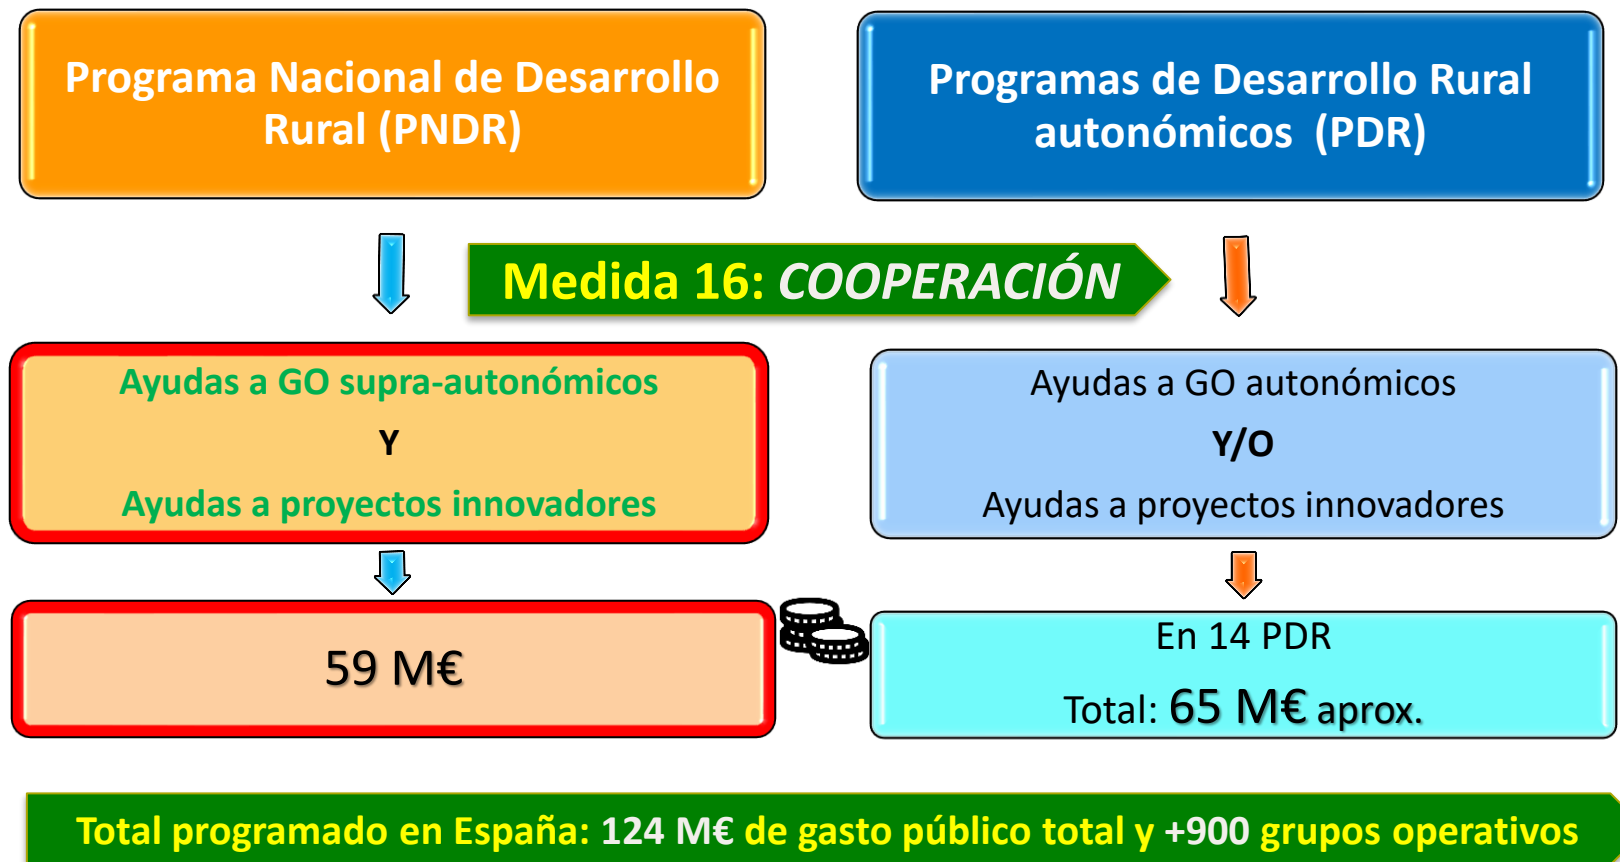 Programa Nacional de Desarrollo
Rural (PNDR)
Programas de Desarrollo Rural
autonómicos (PDR)
Medida 16: COOPERACIÓN
Ayudas a GO supra-autonómicos
Y
Ayudas a proyectos innovadores
Ayudas a GO autonómicos
Y/O
Ayudas a proyectos innovadores
59 M€
En 14 PDR
Total: 65 M€ aprox.
Total programado en España: 124 M€ de gasto público total y +900 grupos operativos